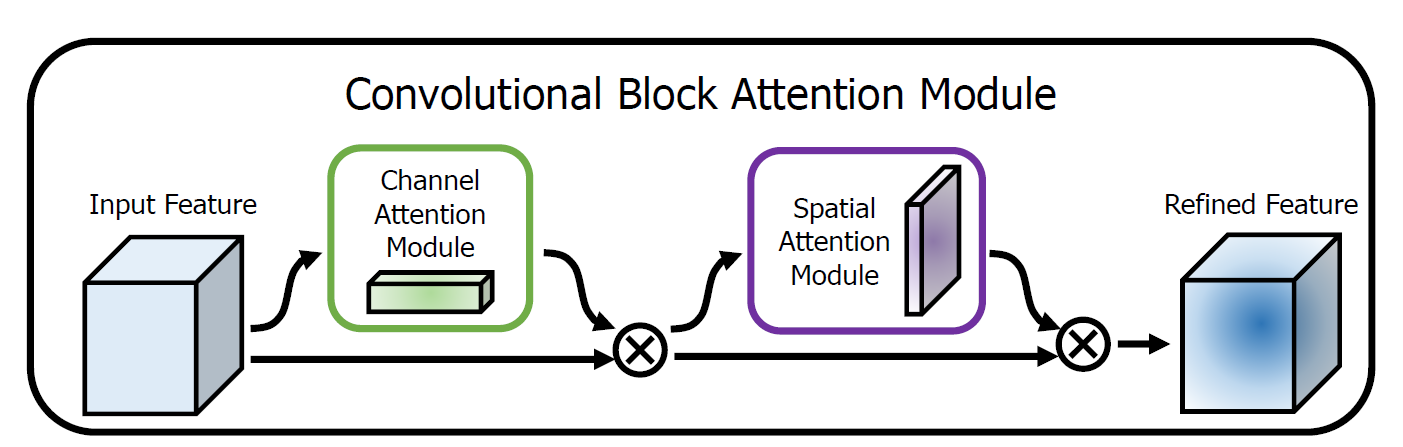 Convolutional Block Attention Module
Input Feature
Channel
Attention
Module
Spatial
Attention
Module
Refined Feature